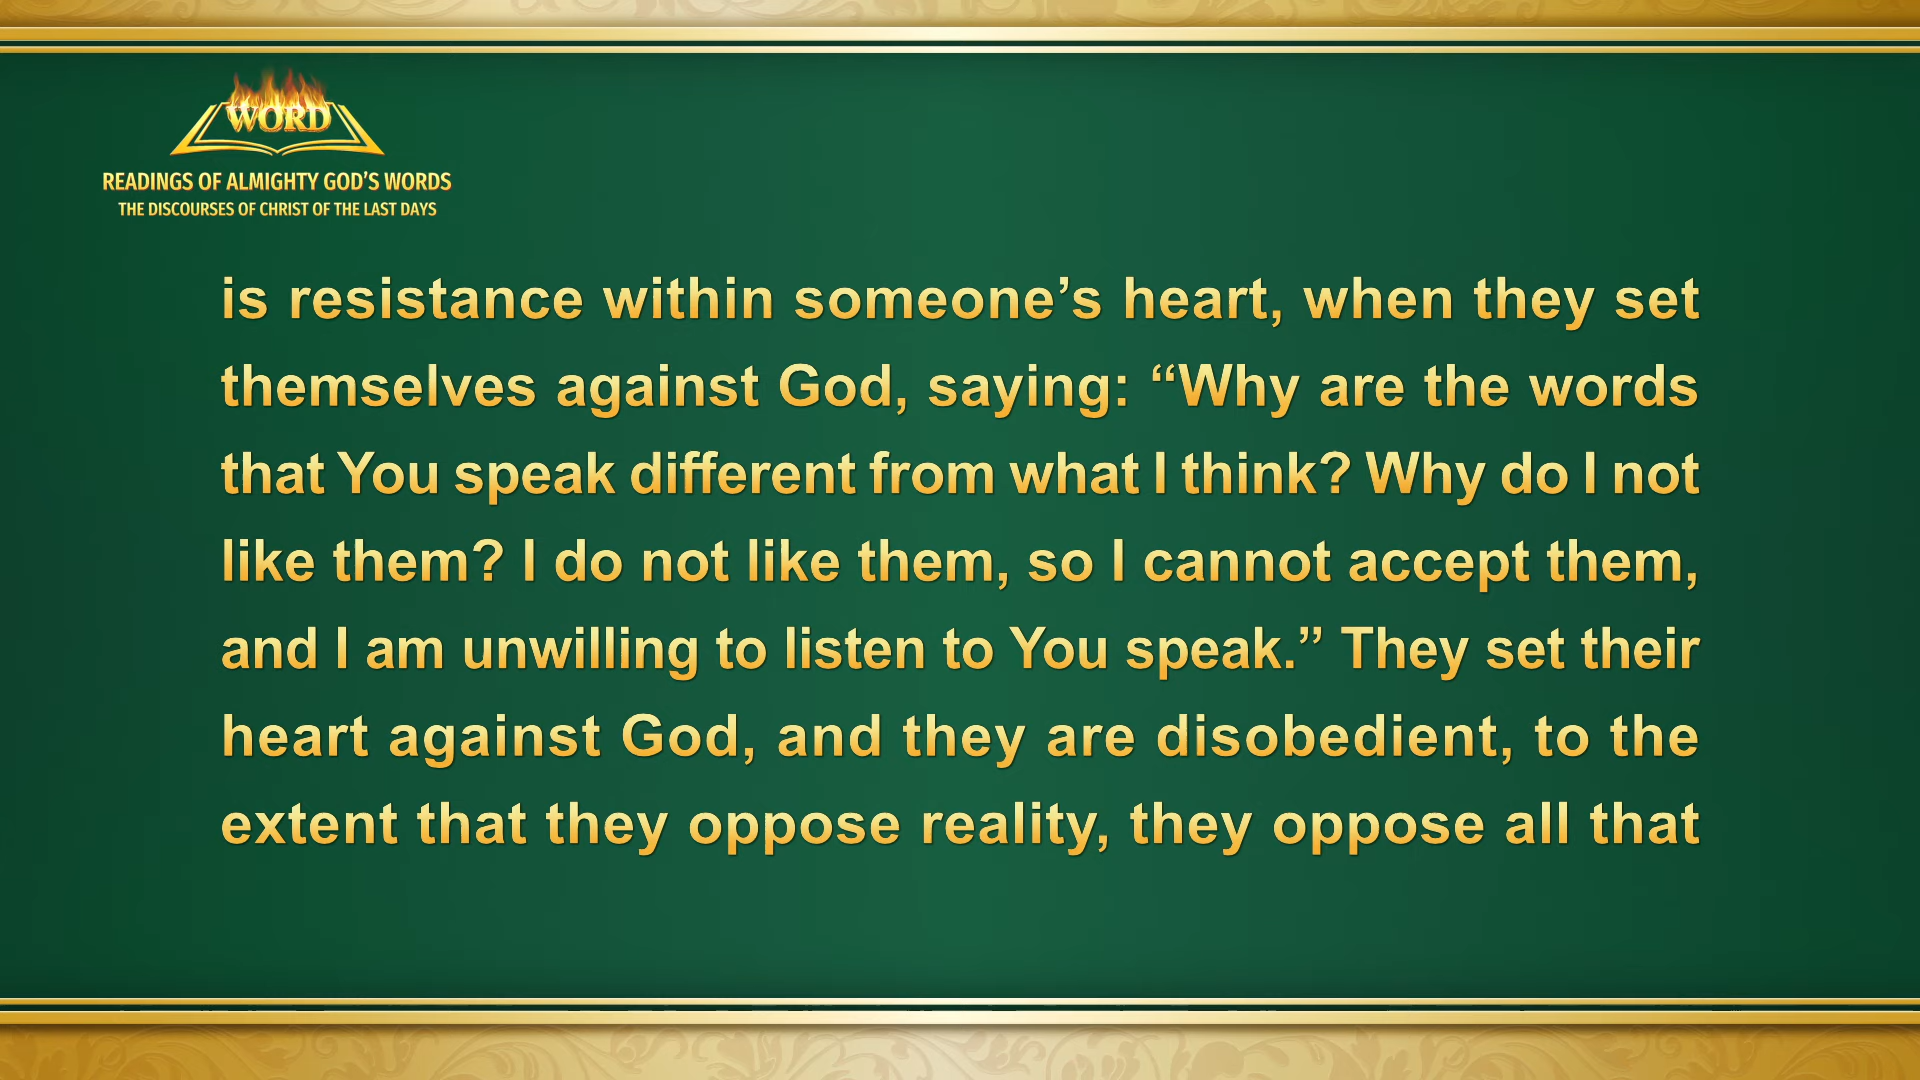 WORD
READINGS OF ALMIGHTY GOD’S WORDS
THE DISCOURSES OF CHRIST OF THE LAST DAYS
is resistance within someone’s heart, when they set
themselves against God, saying: “Why are the words
that You speak different from what I think? Why do I not
like them? I do not like them, so I cannot accept them,
and I am unwilling to listen to You speak.” They set their
heart against God, and they are disobedient, to the
extent that they oppose reality, they oppose all that